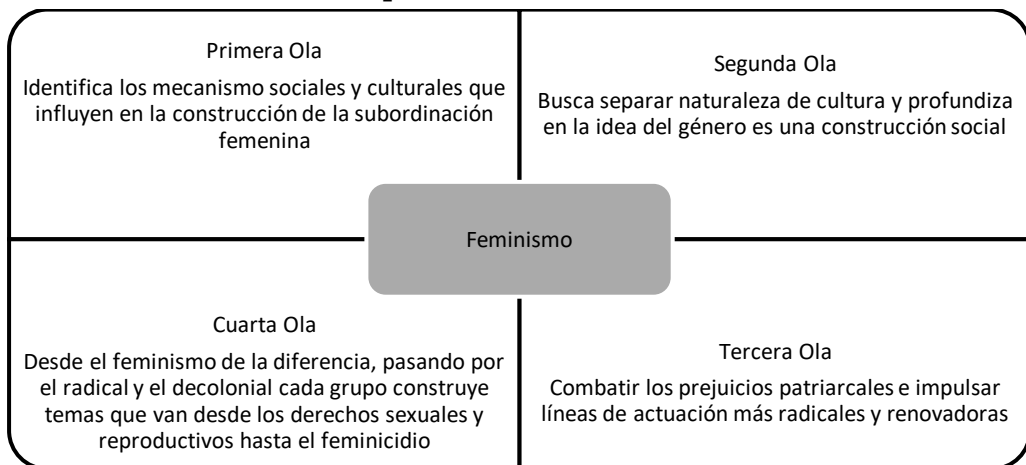 Primera Ola
Identifica los mecanismo sociales y culturales que
influyen en la construcción de la subordinación
femenina
Segunda Ola
Busca separar naturaleza de cultura y profundiza
en la idea del género es una construcción social
Feminismo
Cuarta Ola
Desde el feminismo de la diferencia, pasando por
el radical y el decolonial cada grupo construye
temas que van desde los derechos sexuales y
reproductivos hasta el feminicidio
Tercera Ola
Combatir los prejuicios patriarcales e impulsar
líneas de actuación más radicales y renovadoras